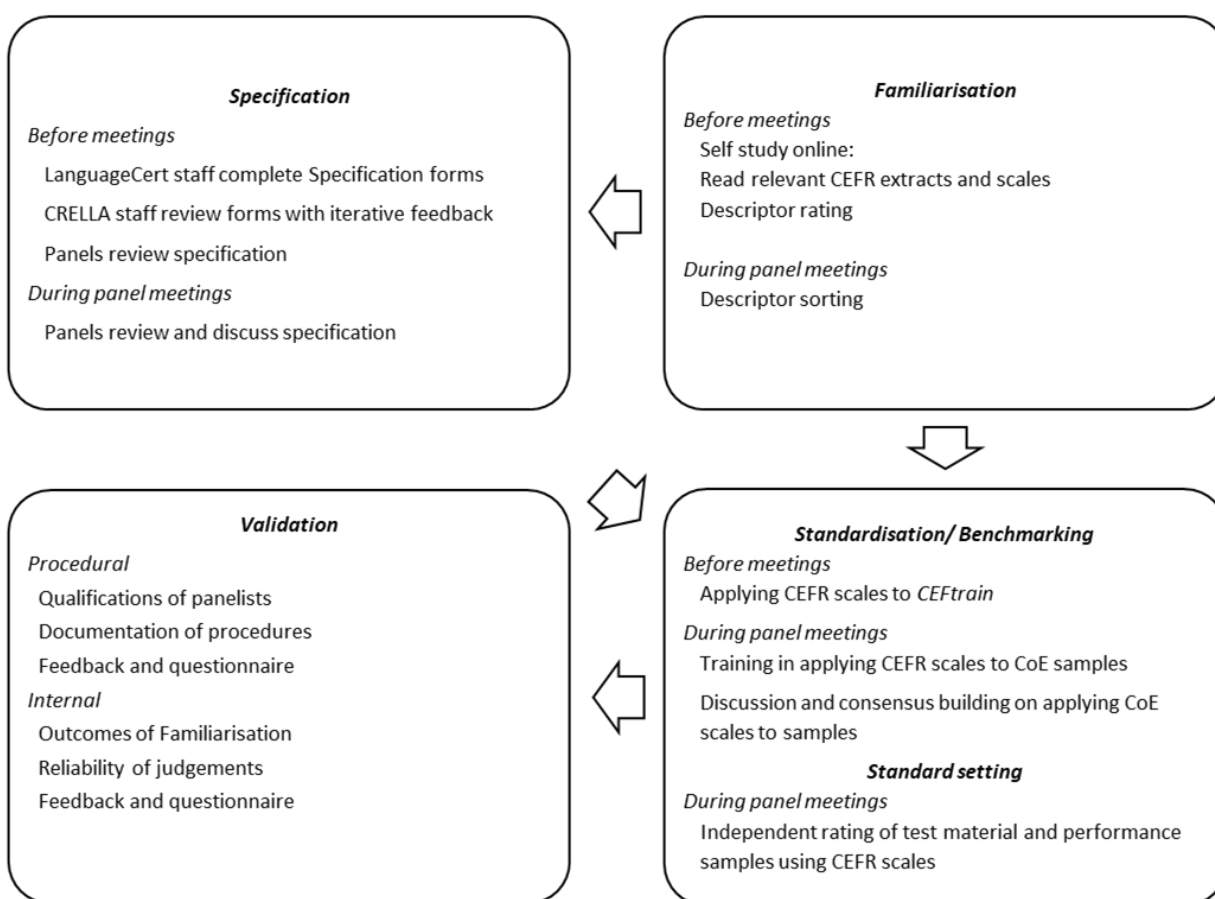 Specification
Before meetings
LanguageCert staff complete Specification forms
CRELLA staff review forms with iterative feedback
Panels review specification
During panel meetings
Panels review and discuss specification
Familiarisation
Before meetings
Self study online:
Read relevant CEFR extracts and scales
Descriptor rating
During panel meetings
Descriptor sorting
Validation
Procedural
Qualifications of panelists
Documentation of procedures
Feedback and questionnaire
Internal
Outcomes of Familiarisation
Reliability of judgements
Feedback and questionnaire
Standardisation/ Benchmarking
Before meetings
Applying CEFR scales to CEFtrain
During panel meetings
Training in applying CEFR scales to CoE samples
Discussion and consensus building on applying CoE
scales to samples
Standard setting
During panel meetings
Independent rating of test material and performance
samples using CEFR scales